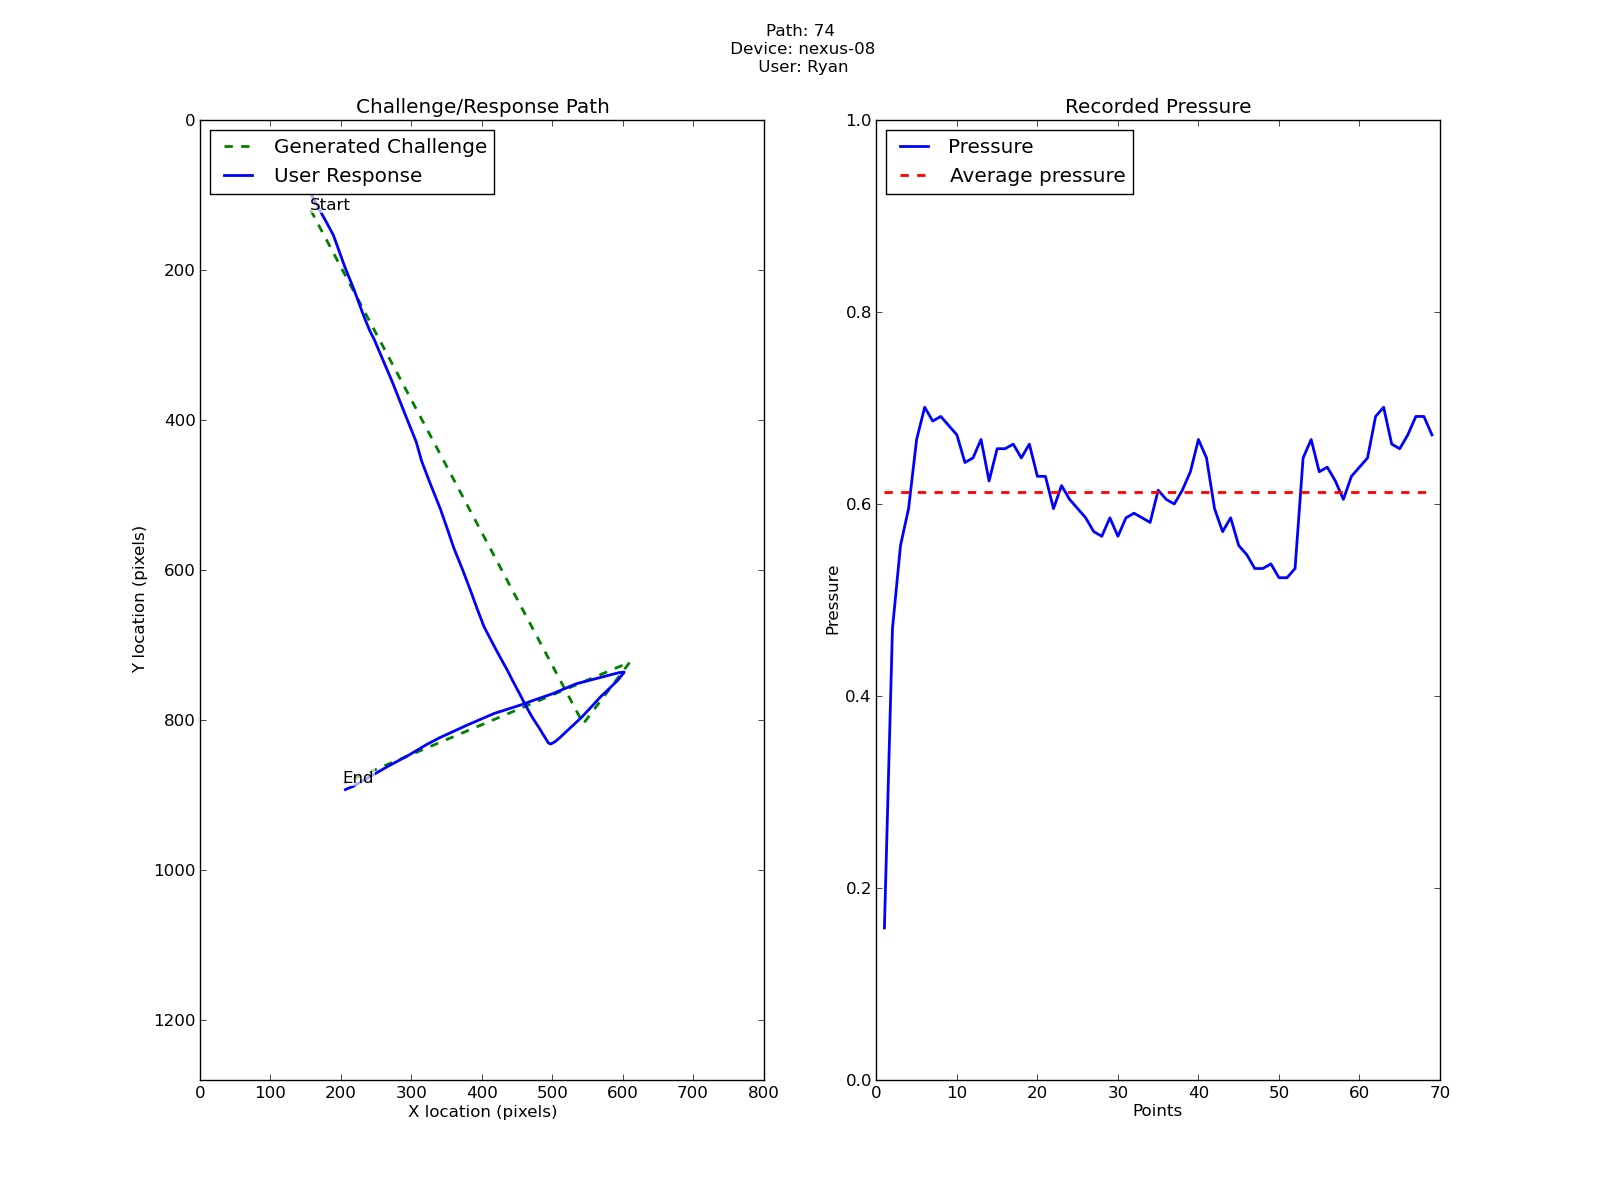 Path: 74
Device: nexus-08
User: Ryan
Challenge/Response Path
Generated Challenge
User Response
Start
End
0
200
400
600
800
1000
1200
Y location (pixels)
0 100 200 300 400 500 600 700 800
X location (pixels)
Recorded Pressure
Pressure
Average pressure
1.0
0.8
0.6
0.4
0.2
0.0
Pressure
0 10 20 30 40 50 60 70
Points